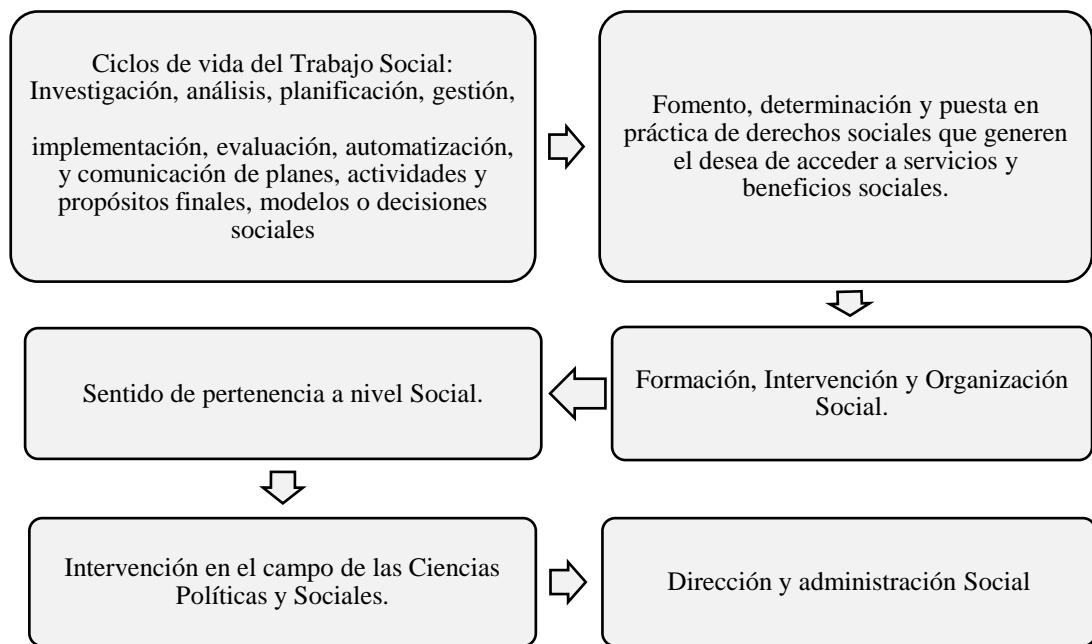 Ciclos de vida del Trabajo Social:
Investigación, análisis, planificación, gestión,
implementación, evaluación, automatización,
y comunicación de planes, actividades y
propósitos finales, modelos o decisiones
sociales
Fomento, determinación y puesta en
práctica de derechos sociales que generen
el desea de acceder a servicios y
beneficios sociales.
Formación, Intervención y Organización
Social.
Sentido de pertenencia a nivel Social.
Intervención en el campo de las Ciencias
Políticas y Sociales.
Dirección y administración Social